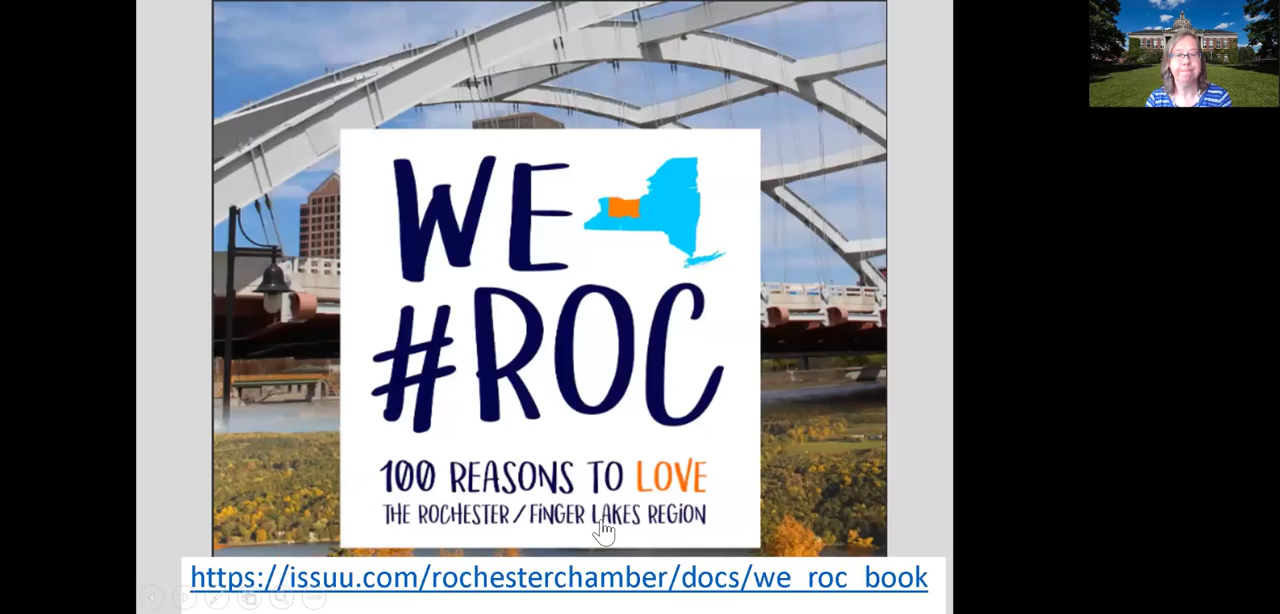 WE
#ROC
100 REASONS TO LOVE
THE ROCHESTER/FINGER LAKES REGION
https://issuu.com/rochesterchamber/docs/we_roc_book